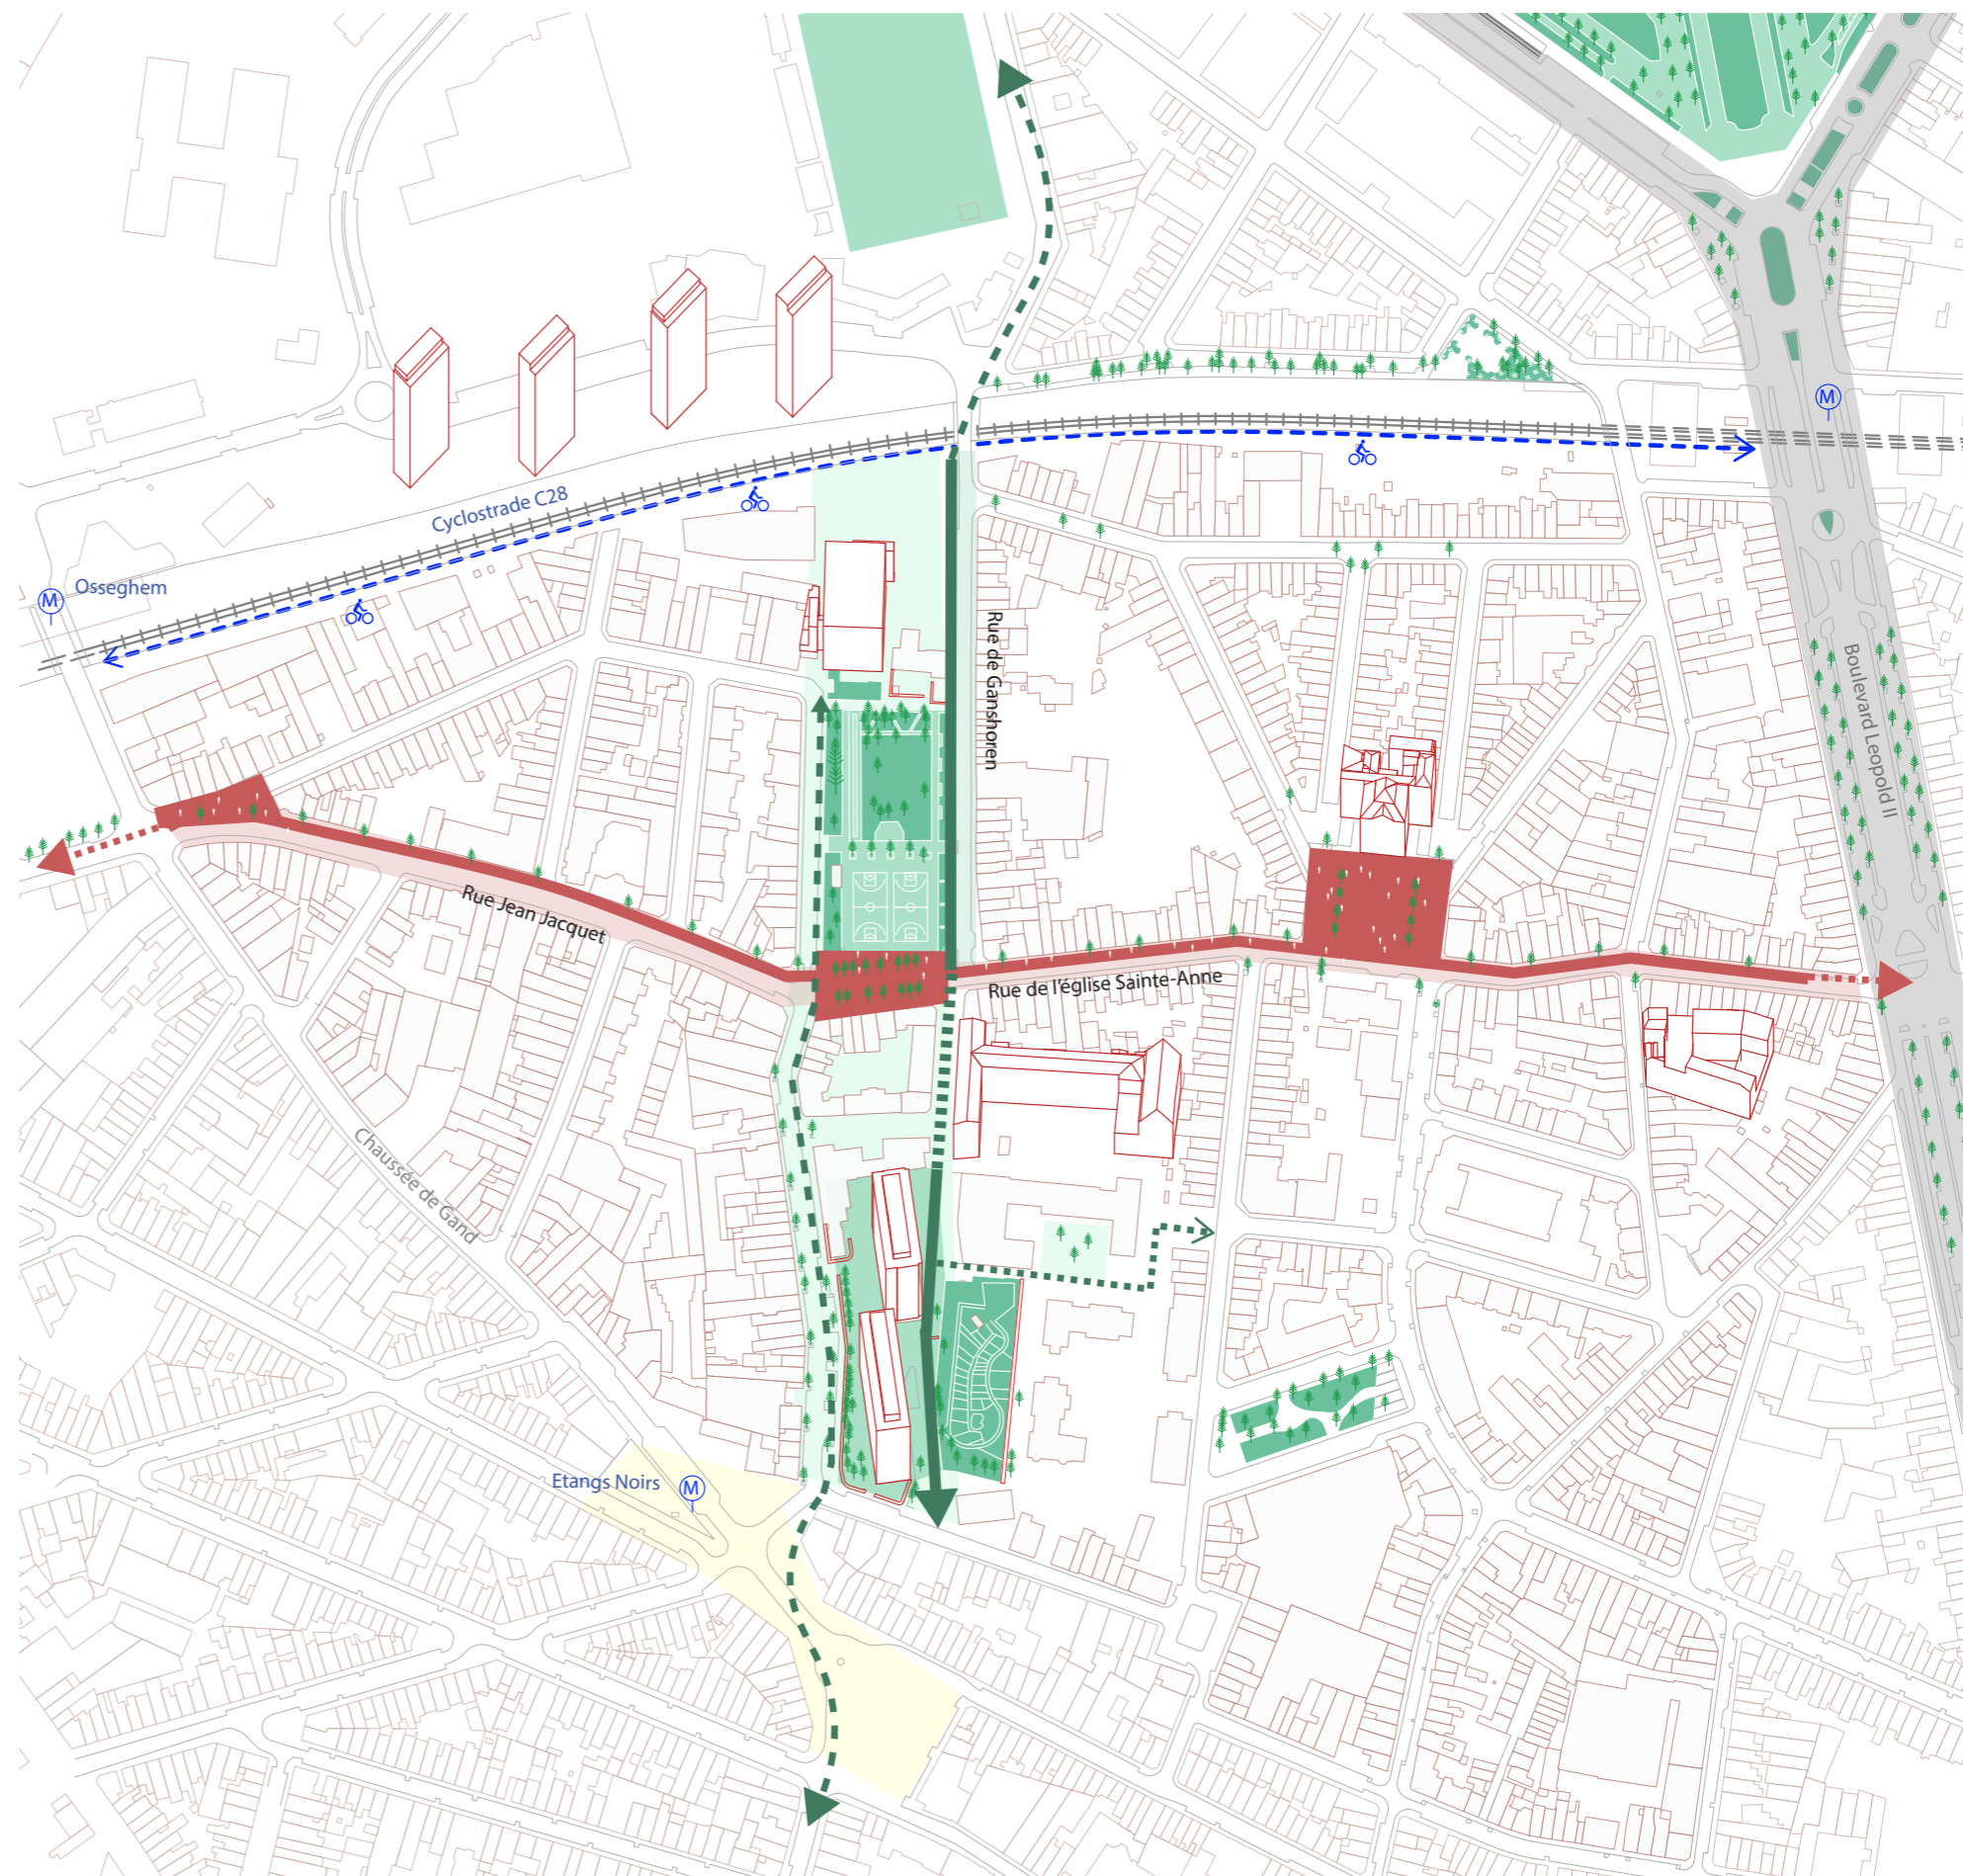 M
Cyclostrade C28
Osseghem
M
Rue de Ganshoren
Boulevard Leopold II
Rue Jean Jacquet
Rue de l'église Sainte-Anne
Chaussée de Gand
Etangs Noirs
M